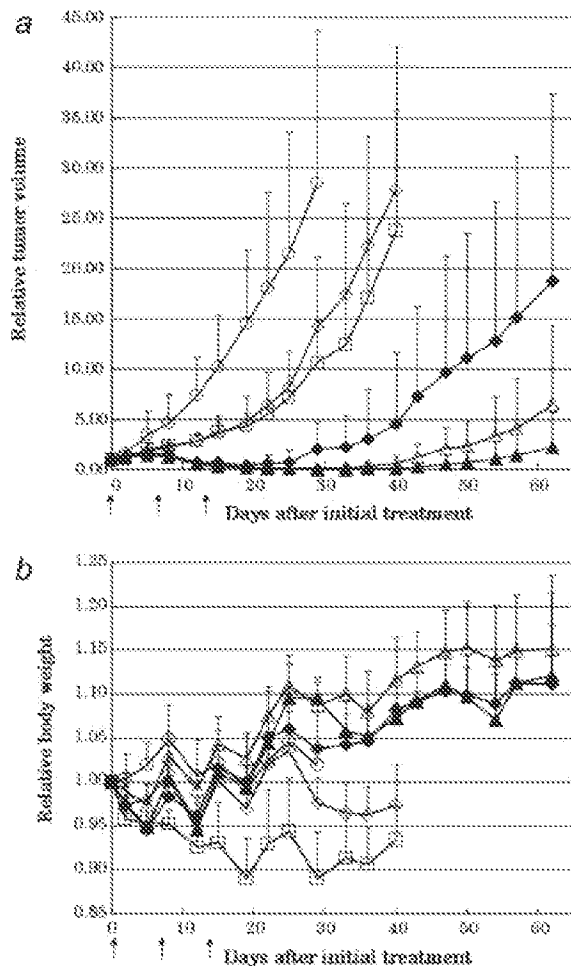 a
45.00
40.00
35.00
30.00
25.00
20.00
15.00
10.00
5.00
0.00
Relative tumor volume
0 10 20 30 40 50 60
Days after initial treatment
b
1.25
1.20
1.15
1.10
1.05
1.00
0.95
0.90
0.85
Relative body weight
0 10 20 30 40 50 60
Days after initial treatment